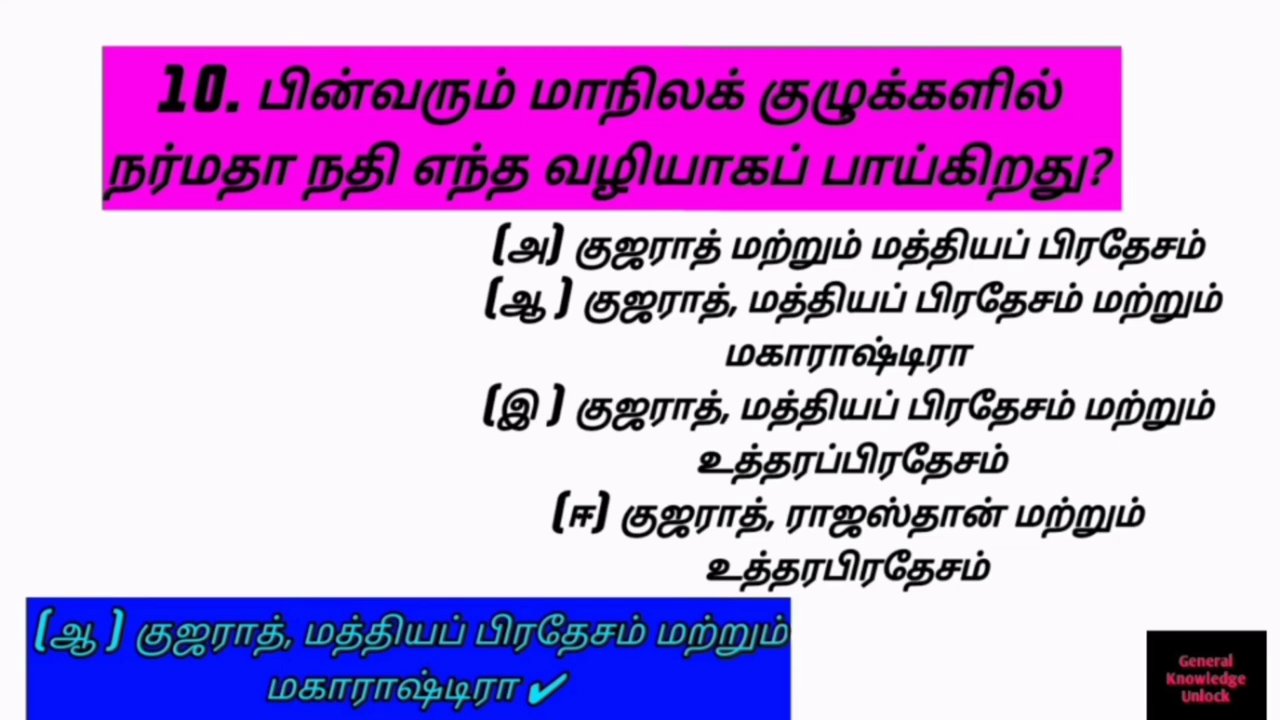 10. பின்வரும் மாநிலக் குழுக்களில்
நர்மதா நதி எந்த வழியாகப் பாய்கிறது?
(அ) குஜராத் மற்றும் மத்தியப் பிரதேசம்
(ஆ ) குஜராத், மத்தியப் பிரதேசம் மற்றும்
மகாராஷ்டிரா
(இ ) குஜராத், மத்தியப் பிரதேசம் மற்றும்
உத்தரப்பிரதேசம்
(ஈ) குஜராத், ராஜஸ்தான் மற்றும்
உத்தரபிரதேசம்
(ஆ ) குஜராத், மத்தியப் பிரதேசம் மற்றும்
மகாராஷ்டிரா ✔
General
Knowledge
Unlock